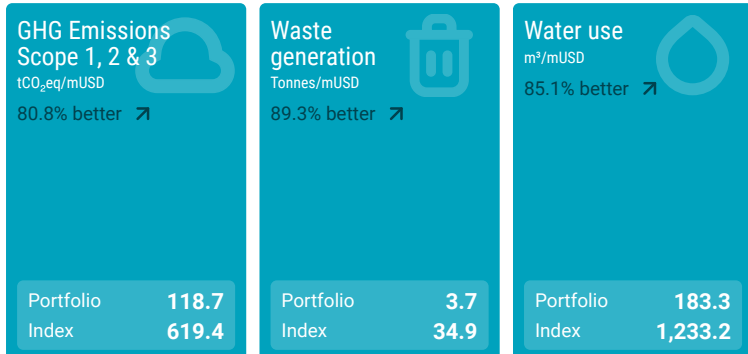 GHG Emissions
Scope 1, 2 & 3
tCO₂eq/mUSD
80.8% better
Portfolio 118.7
Index 619.4
Waste
generation
Tonnes/mUSD
89.3% better
Portfolio 3.7
Index 34.9
Water use
m³/mUSD
85.1% better
Portfolio 183.3
Index 1,233.2